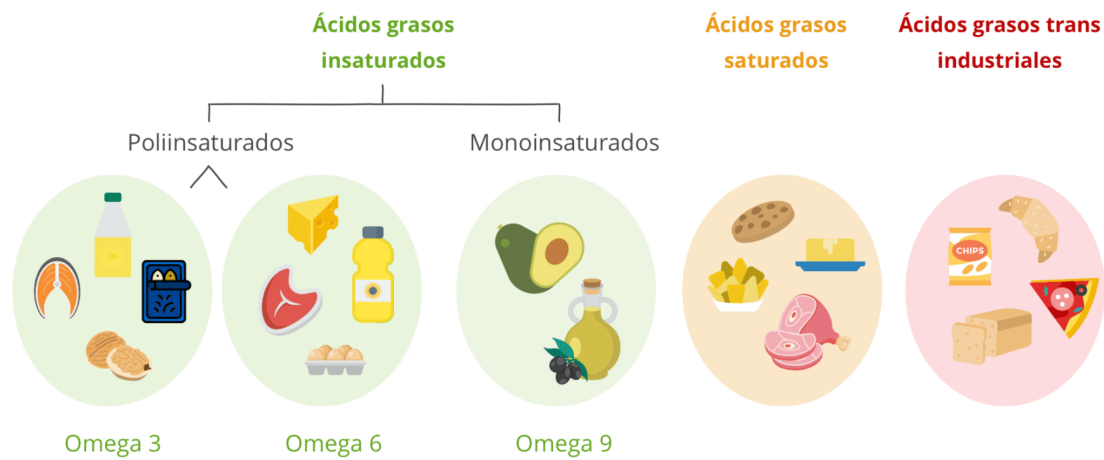 Ácidos grasos
insaturados
Ácidos grasos
saturados
Ácidos grasos trans
industriales
Poliinsaturados
Monoinsaturados
CHIPS
Omega 3
Omega 6
Omega 9